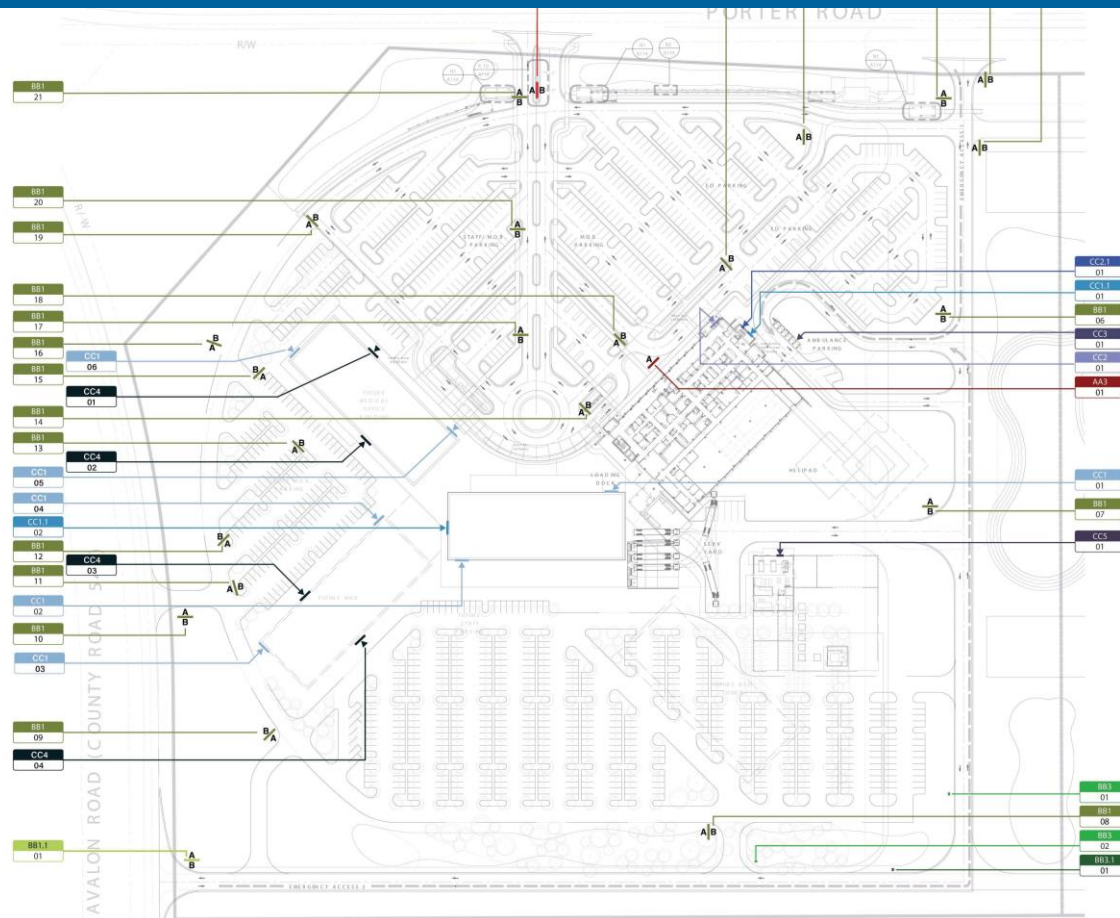 PORTER ROAD
R/W
BB1
21
A B
A
B
A
B
A B
A B
A B
EMERGENCY ACCESS 1
R/W
BB1
20
BB1
19
B
A
A
B
STAFF/M.O.B.
PARKING
M.O.B.
PARKING
ED PARKING
ED PARKING
B
A
BB1
18
BB1
17
BB1
16
CC1
06
BB1
15
CC4
01
BB1
14
BB1
13
CC4
02
CC1
05
CC1
04
CC1.1
02
BB1
12
CC4
03
BB1
11
CC1
02
BB1
10
CC1
03
BB1
09
CC4
04
BB1.1
01
CC2.1
01
CC1.1
01
BB1
06
CC3
01
CC2
01
AA3
01
CC1
01
BB1
07
CC5
01
BB3
01
BB1
08
BB3
02
BB3.1
01
B
A
B
A
A
B
B
A
A
B
A
B
A
B
A
AMBULANCE
PARKING
LOADING
DOCK
HELIPAD
SERV
YARD
A
B
B
A
A B
A
B
FUTURE MOB
B
A
STAFF
PARKING
A B
A
B
EMERGENCY ACCESS 2
AVALON ROAD (COUNTY ROAD 54